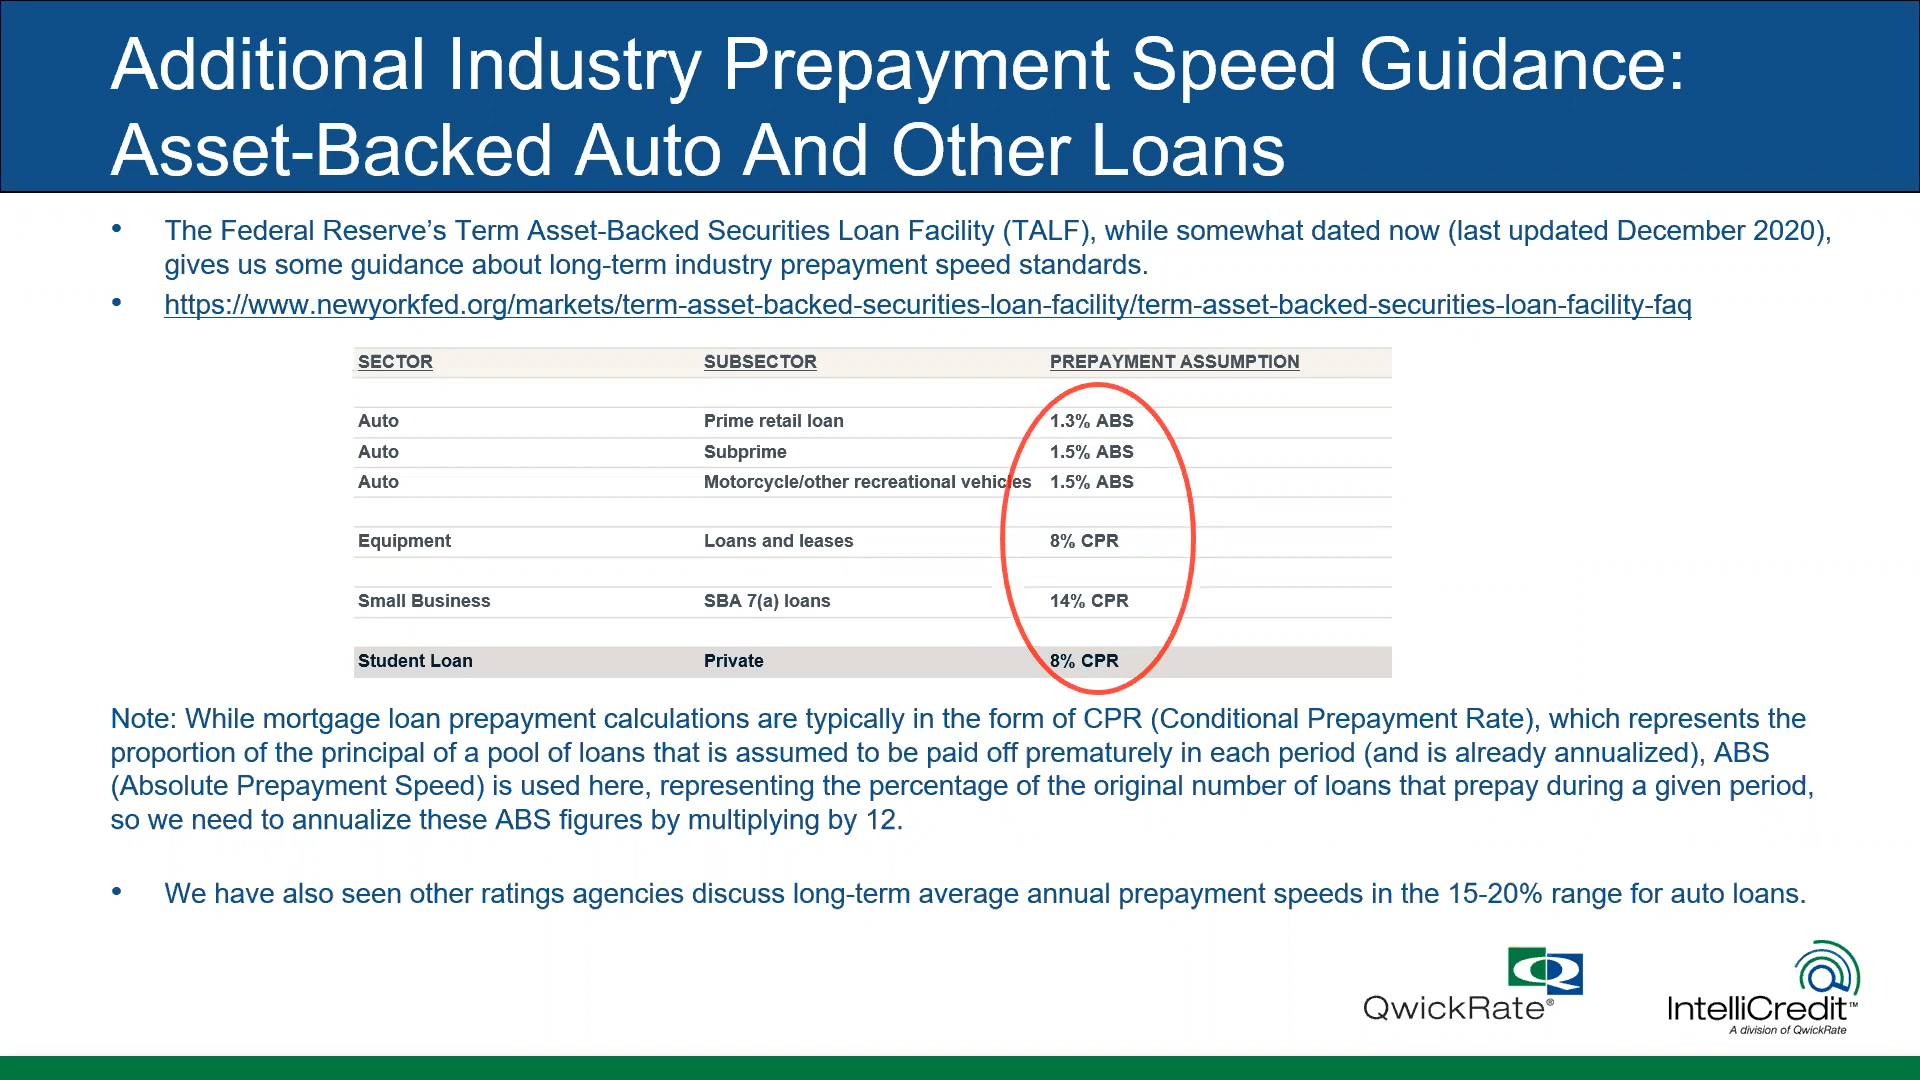 Additional Industry Prepayment Speed Guidance:
Asset-Backed Auto And Other Loans
• The Federal Reserve’s Term Asset-Backed Securities Loan Facility (TALF), while somewhat dated now (last updated December 2020),
gives us some guidance about long-term industry prepayment speed standards.
• https://www.newyorkfed.org/markets/term-asset-backed-securities-loan-facility/term-asset-backed-securities-loan-facility-faq
SECTOR SUBSECTOR PREPAYMENT ASSUMPTION
Auto Prime retail loan 1.3% ABS
Auto Subprime 1.5% ABS
Auto Motorcycle/other recreational vehicles 1.5% ABS
Equipment Loans and leases 8% CPR
Small Business SBA 7(a) loans 14% CPR
Student Loan Private 8% CPR
Note: While mortgage loan prepayment calculations are typically in the form of CPR (Conditional Prepayment Rate), which represents the
proportion of the principal of a pool of loans that is assumed to be paid off prematurely in each period (and is already annualized), ABS
(Absolute Prepayment Speed) is used here, representing the percentage of the original number of loans that prepay during a given period,
so we need to annualize these ABS figures by multiplying by 12.
• We have also seen other ratings agencies discuss long-term average annual prepayment speeds in the 15-20% range for auto loans.
QwickRate®
IntelliCredit™
A division of QwickRate